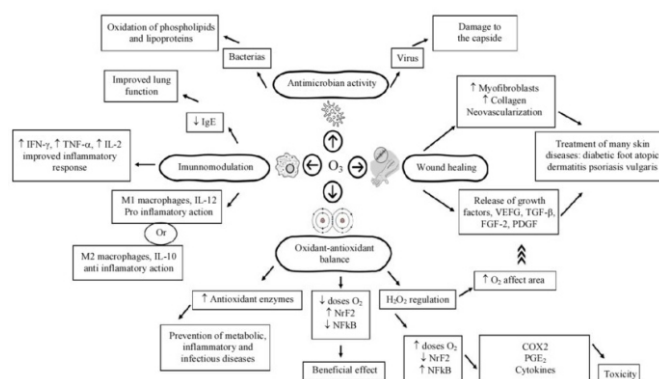 Oxidation of phospholipids
and lipoproteins
Bacterias
Damage to
the capside
Virus
Antimicrobian activity
Improved lung
function
↓ IgE
↑ IFN-γ, ↑ TNF-α, ↑ IL-2
improved inflammatory
response
Imunnomodulation
O₃
Wound healing
↑ Myofibroblasts
↑ Collagen
Neovascularization
Treatment of many skin
diseases: diabetic foot atopic
dermatitis psoriasis vulgaris
M1 macrophages, IL-12
Pro inflamatory action
Or
M2 macrophages, IL-10
anti inflamatory action
Release of growth
factors, VEFG, TGF-β,
FGF-2, PDGF
Oxidant-antioxidant
balance
↑ O₂ affect area
↑ Antioxidant enzymes
↓ doses O₂
↑ NrF2
↓ NFkB
H₂O₂ regulation
Prevention of metabolic,
inflammatory and
infectious diseases
Beneficial effect
↑ doses O₂
↓ NrF2
↑ NFkB
COX2
PGE₂
Cytokines
Toxicity